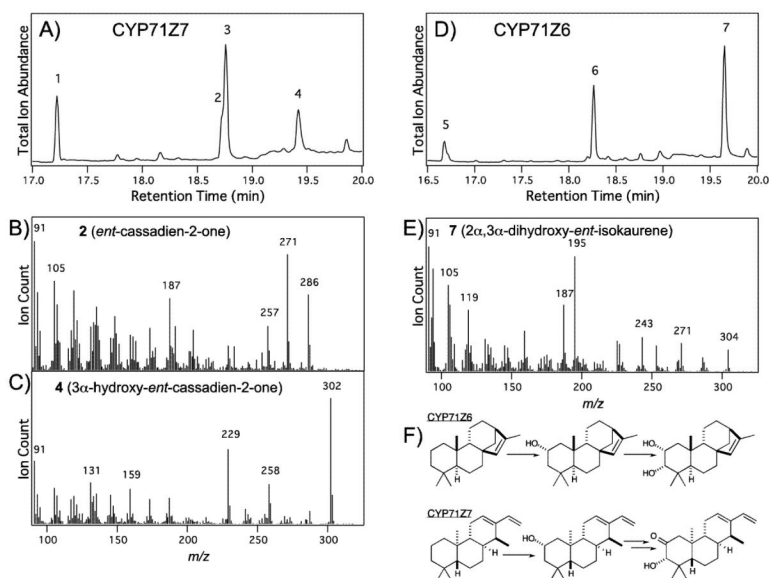 A) CYP71Z7
Total Ion Abundance
1
2
3
4
17.0 17.5 18.0 18.5 19.0 19.5 20.0
Retention Time (min)
D) CYP71Z6
Total Ion Abundance
5
6
7
16.5 17.0 17.5 18.0 18.5 19.0 19.5 20.0
Retention Time (min)
B) 2 (ent-cassadien-2-one)
Ion Count
91
105
187
257
271
286
C) 4 (3α-hydroxy-ent-cassadien-2-one)
Ion Count
91
131
159
229
258
302
100 150 200 250 300
m/z
E) 7 (2α,3α-dihydroxy-ent-isokaurene)
Ion Count
91
105
119
187
195
243
271
304
100 150 200 250 300
m/z
F) CYP71Z6
H
HO
H
HO
HO
H
CYP71Z7
H
H
HO
H
H
O
HO
H
H